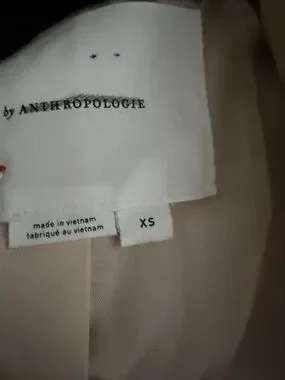 by ANTHROPOLOGIE
made in vietnam
fabriqué au vietnam
XS